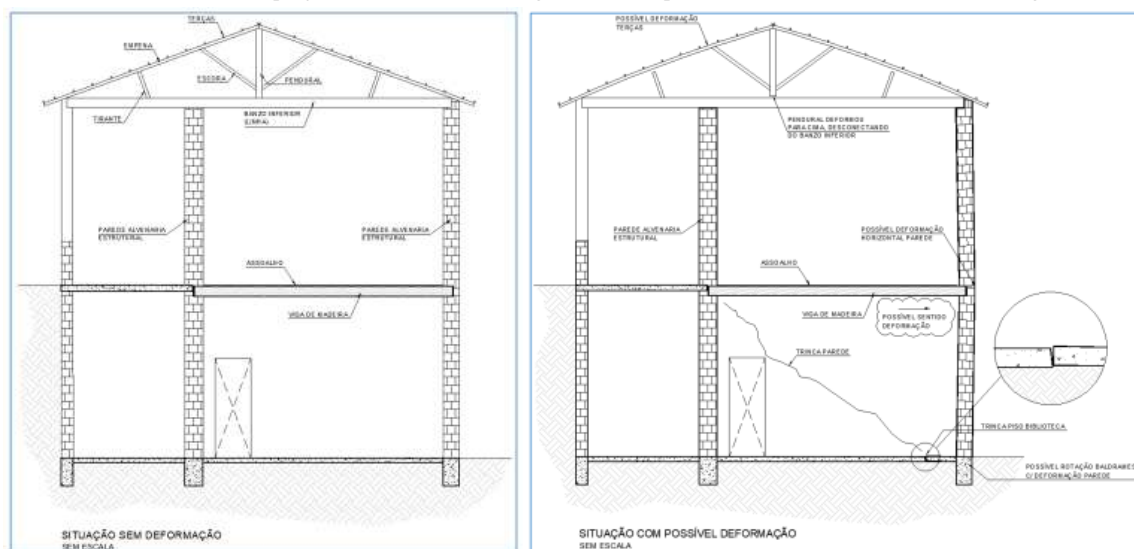 TERÇAS
EMPENA
ESCORA
PENDURAL
TIRANTE
BANZO INFERIOR
(LINHA)
PAREDE ALVENARIA
ESTRUTURAL
PAREDE ALVENARIA
ESTRUTURAL
ASSOALHO
VIGA DE MADEIRA
SITUAÇÃO SEM DEFORMAÇÃO
SEM ESCALA
POSSÍVEL DEFORMAÇÃO
TERÇAS
PENDURAL DEFORMOU
PARA CIMA, DESCONECTANDO
DO BANZO INFERIOR
PAREDE ALVENARIA
ESTRUTURAL
POSSÍVEL DEFORMAÇÃO
HORIZONTAL PAREDE
ASSOALHO
VIGA DE MADEIRA
POSSÍVEL SENTIDO
DEFORMAÇÃO
TRINCA PAREDE
TRINCA PISO BIBLIOTECA
POSSÍVEL ROTAÇÃO BALDRAMES
C/ DEFORMAÇÃO PAREDE
SITUAÇÃO COM POSSÍVEL DEFORMAÇÃO
SEM ESCALA